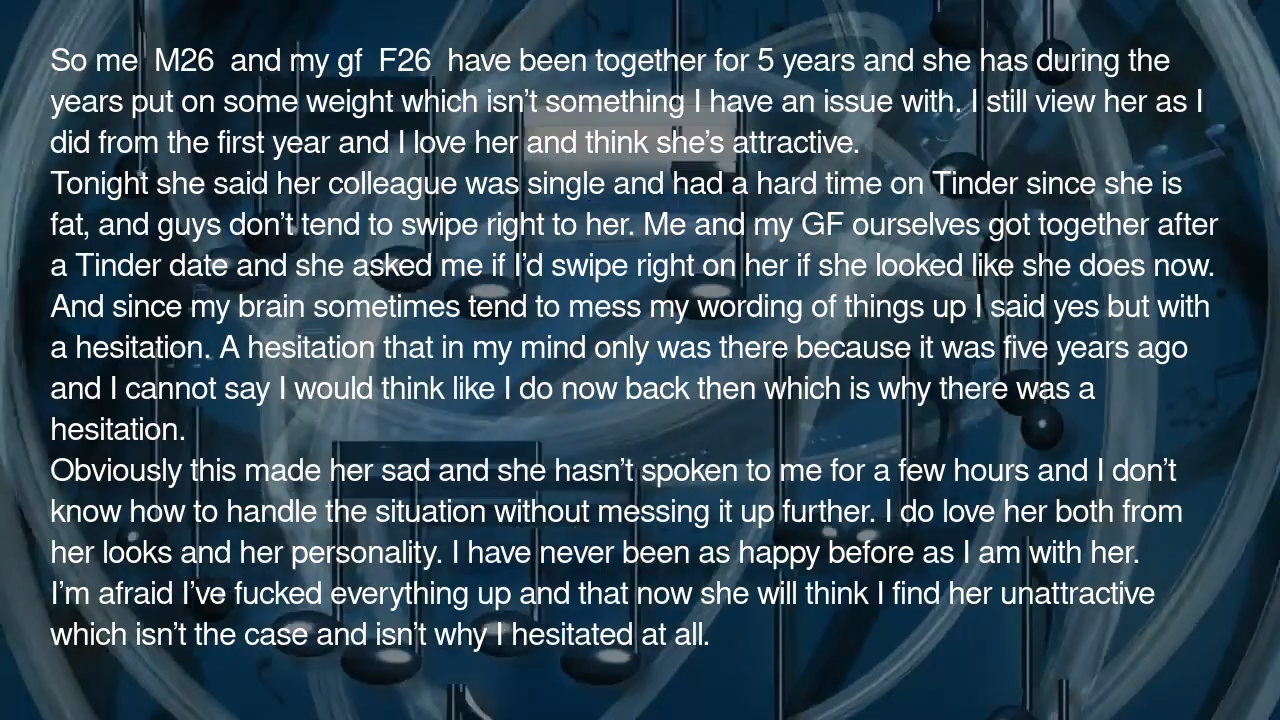 So me  M26  and my gf  F26  have been together for 5 years and she has during the
years put on some weight which isn’t something I have an issue with. I still view her as I
did from the first year and I love her and think she’s attractive.
Tonight she said her colleague was single and had a hard time on Tinder since she is
fat, and guys don’t tend to swipe right to her. Me and my GF ourselves got together after
a Tinder date and she asked me if I’d swipe right on her if she looked like she does now.
And since my brain sometimes tend to mess my wording of things up I said yes but with
a hesitation. A hesitation that in my mind only was there because it was five years ago
and I cannot say I would think like I do now back then which is why there was a
hesitation.
Obviously this made her sad and she hasn’t spoken to me for a few hours and I don’t
know how to handle the situation without messing it up further. I do love her both from
her looks and her personality. I have never been as happy before as I am with her.
I’m afraid I’ve fucked everything up and that now she will think I find her unattractive
which isn’t the case and isn’t why I hesitated at all.